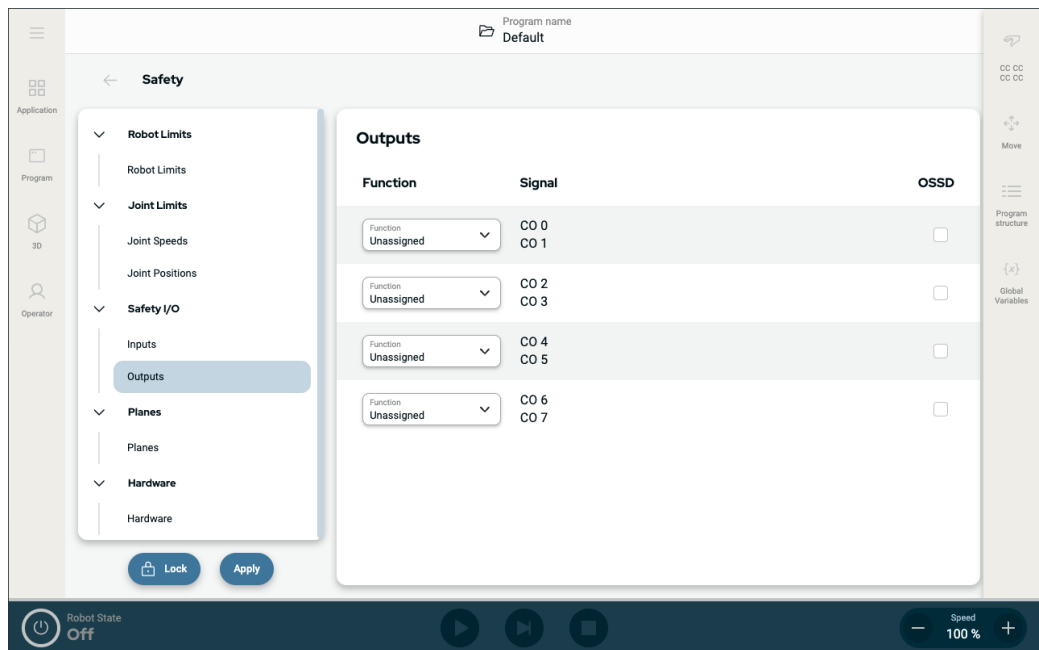 Program name
Default
Application
Program
3D
Operator
Safety
Robot Limits
Robot Limits
Joint Limits
Joint Speeds
Joint Positions
Safety I/O
Inputs
Outputs
Planes
Planes
Hardware
Hardware
Lock
Apply
Outputs
Function Signal OSSD
Function
Unassigned
CO 0
CO 1
Function
Unassigned
CO 2
CO 3
Function
Unassigned
CO 4
CO 5
Function
Unassigned
CO 6
CO 7
CC CC
CC CC
Move
Program
structure
{x}
Global
Variables
Robot State
Off
Speed
100 %